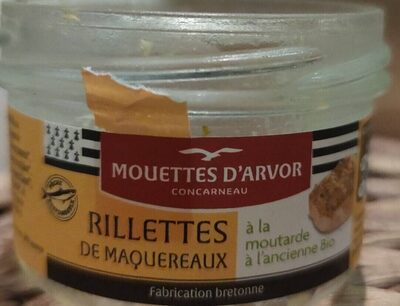 MOUETTES D'ARVOR
CONCARNEAU
RILLETTES
DE MAQUEREAUX
à la
moutarde
à l'ancienne Bio
Fabrication bretonne